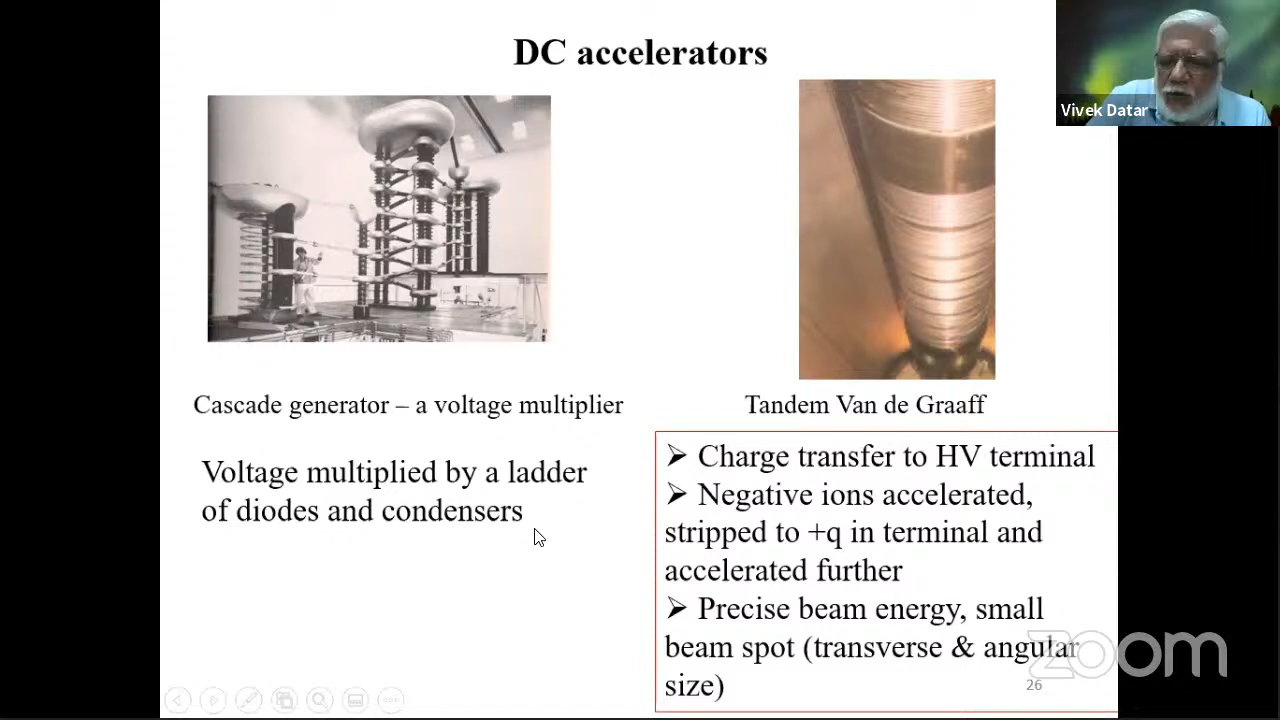 DC accelerators
Vivek Datar
Cascade generator – a voltage multiplier
Voltage multiplied by a ladder
of diodes and condensers
Tandem Van de Graaff
➢ Charge transfer to HV terminal
➢ Negative ions accelerated,
stripped to +q in terminal and
accelerated further
➢ Precise beam energy, small
beam spot (transverse & angular
size)
26
zoom